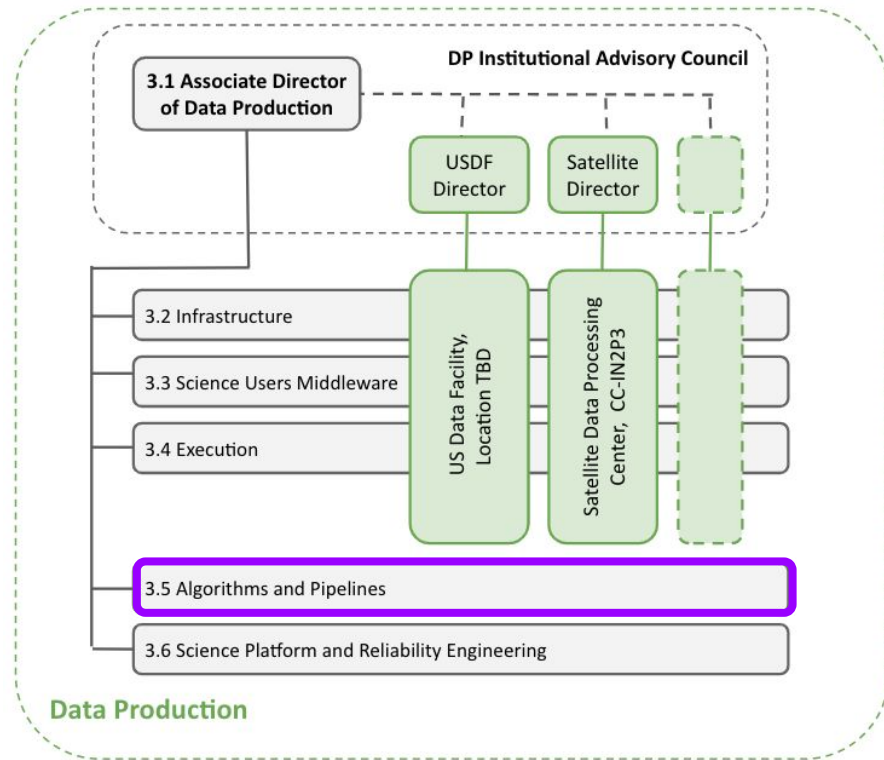 DP Institutional Advisory Council
3.1 Associate Director
of Data Production
USDF
Director
Satellite
Director
3.2 Infrastructure
3.3 Science Users Middleware
3.4 Execution
US Data Facility,
Location TBD
Satellite Data Processing
Center, CC-IN2P3
3.5 Algorithms and Pipelines
3.6 Science Platform and Reliability Engineering
Data Production